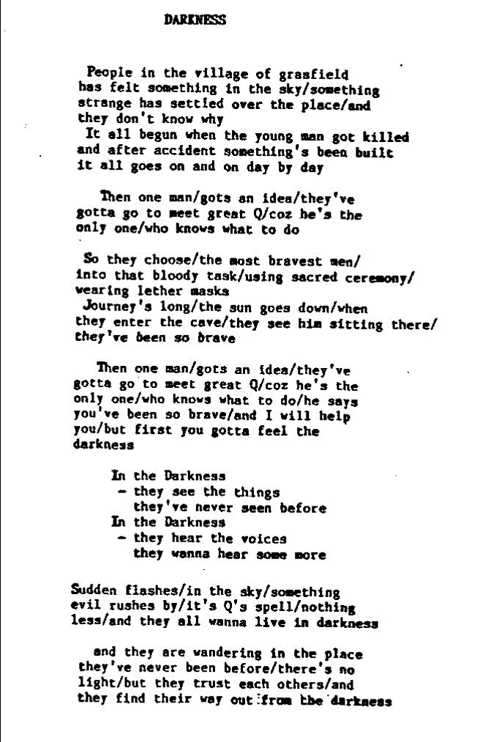 DARKNESS
People in the village of grasfield
has felt something in the sky/something
strange has settled over the place/and
they don't know why
It all begun when the young man got killed
and after accident something's been built
it all goes on and on day by day
Then one man/gots an idea/they've
gotta go to meet great Q/coz he's the
only one/who knows what to do
So they choose/the most bravest men/
into that bloody task/using sacred ceremony/
wearing lether masks
Journey's long/the sun goes down/when
they enter the cave/they see him sitting there/
they've been so brave
Then one man/gots an idea/they've
gotta go to meet great Q/coz he's the
only one/who knows what to do/he says
you've been so brave/and I will help
you/but first you gotta feel the
darkness
In the Darkness
- they see the things
they've never seen before
In the Darkness
- they hear the voices
they wanna hear some more
Sudden flashes/in the sky/something
evil rushes by/it's Q's spell/nothing
less/and they all wanna live in darkness
and they are wandering in the place
they've never been before/there's no
light/but they trust each others/and
they find their way out from the darkness